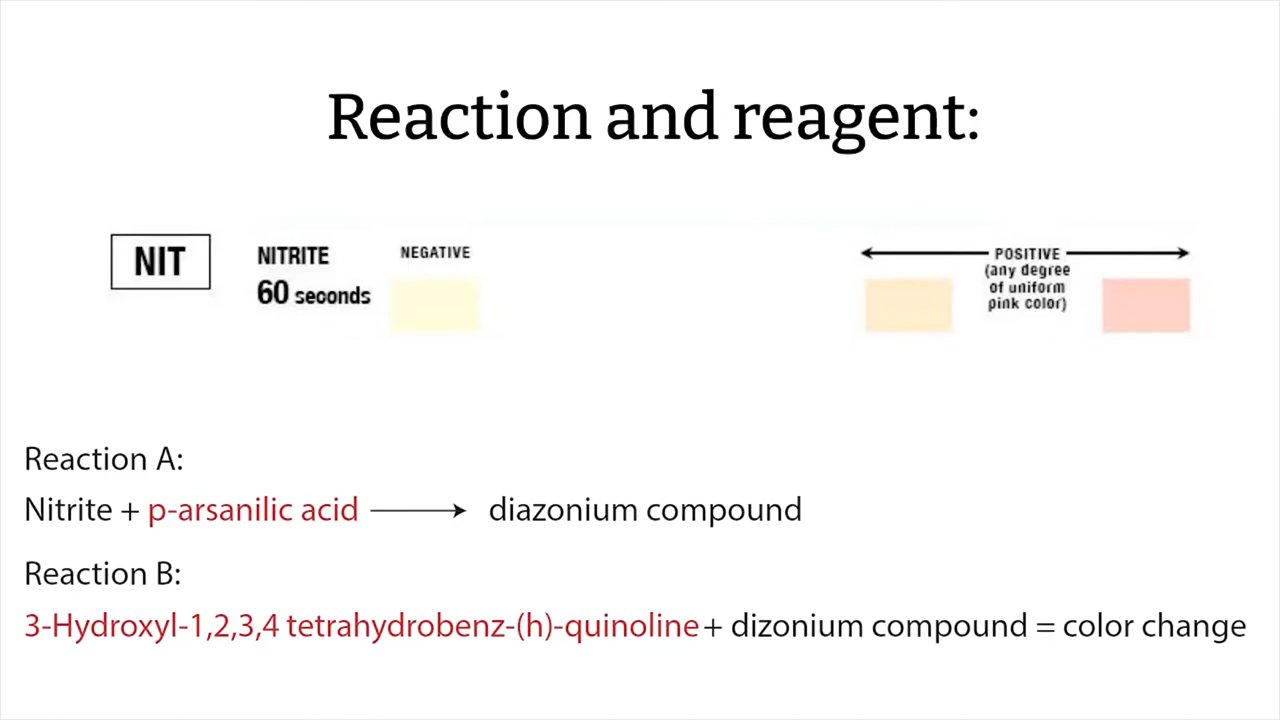 Reaction and reagent:
NIT
NITRITE
60 seconds
NEGATIVE
POSITIVE
(any degree
of uniform
pink color)
Reaction A:
Nitrite + p-arsanilic acid → diazonium compound
Reaction B:
3-Hydroxyl-1,2,3,4 tetrahydrobenz-(h)-quinoline + dizonium compound = color change